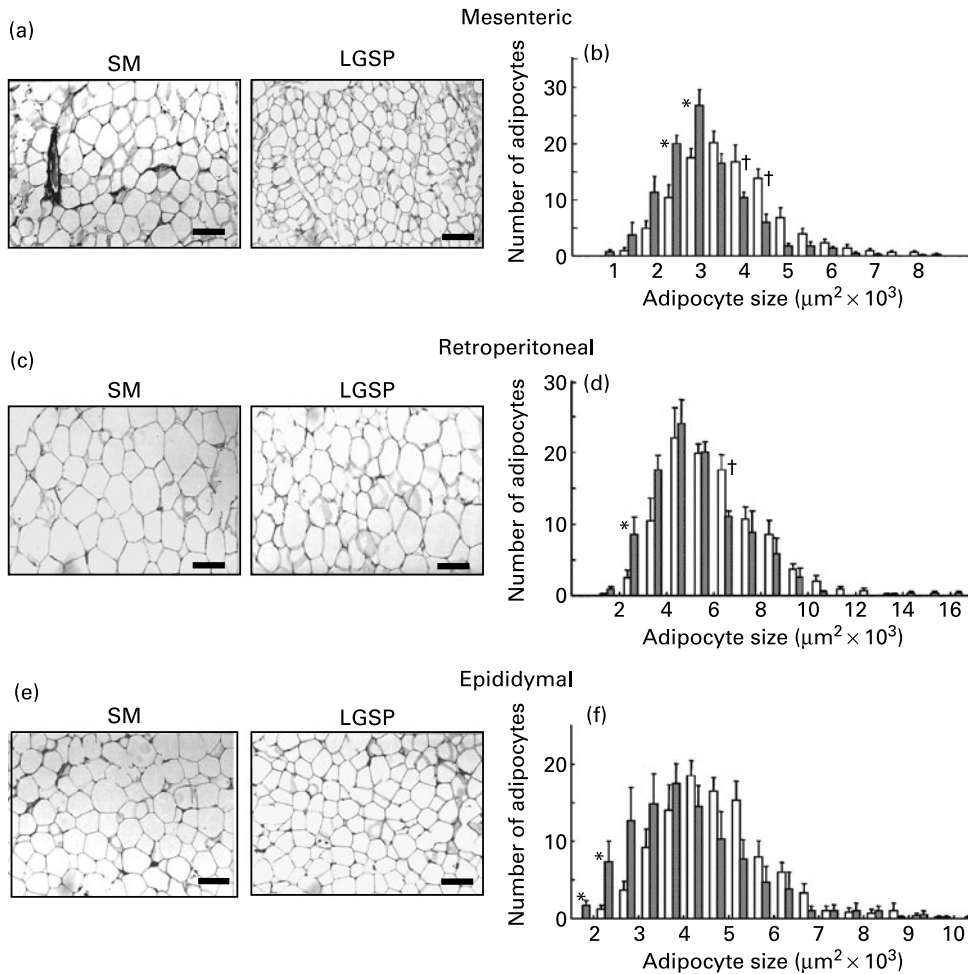 Mesenteric
(a)
SM
LGSP
(b)
Number of adipocytes
30
20
10
0
*
*
†
†
1 2 3 4 5 6 7 8
Adipocyte size (μm² × 10³)
Retroperitoneal
(c)
SM
LGSP
(d)
Number of adipocytes
30
20
10
0
*
†
2 4 6 8 10 12 14 16
Adipocyte size (μm² × 10³)
Epididymal
(e)
SM
LGSP
(f)
Number of adipocytes
20
10
0
*
*
2 3 4 5 6 7 8 9 10
Adipocyte size (μm² × 10³)